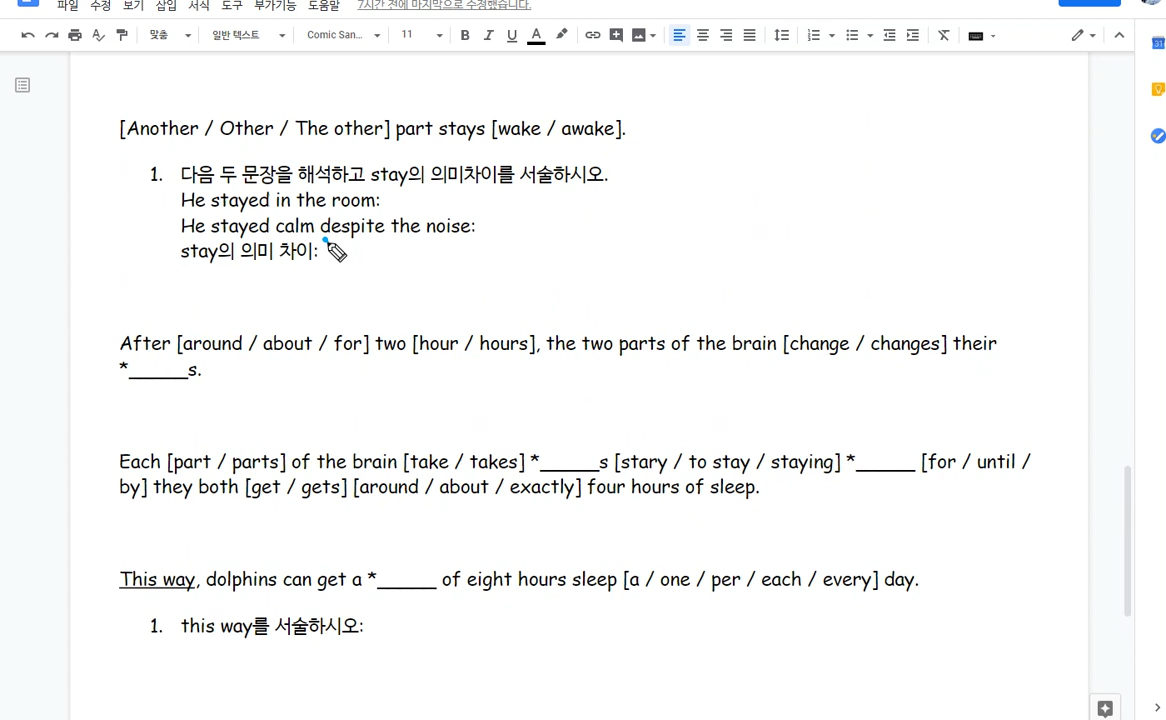 파일 수정 보기 삽입 서식 도구 부가기능 도움말 7시간 전에 마지막으로 수정했습니다.
맞춤 일반 텍스트 Comic San... 11 B I U A
[Another / Other / The other] part stays [wake / awake].
1. 다음 두 문장을 해석하고 stay의 의미차이를 서술하시오.
He stayed in the room:
He stayed calm despite the noise:
stay의 의미 차이:
After [around / about / for] two [hour / hours], the two parts of the brain [change / changes] their
*______s.
Each [part / parts] of the brain [take / takes] *______s [stary / to stay / staying] *______ [for / until /
by] they both [get / gets] [around / about / exactly] four hours of sleep.
This way, dolphins can get a *______ of eight hours sleep [a / one / per / each / every] day.
1. this way를 서술하시오: